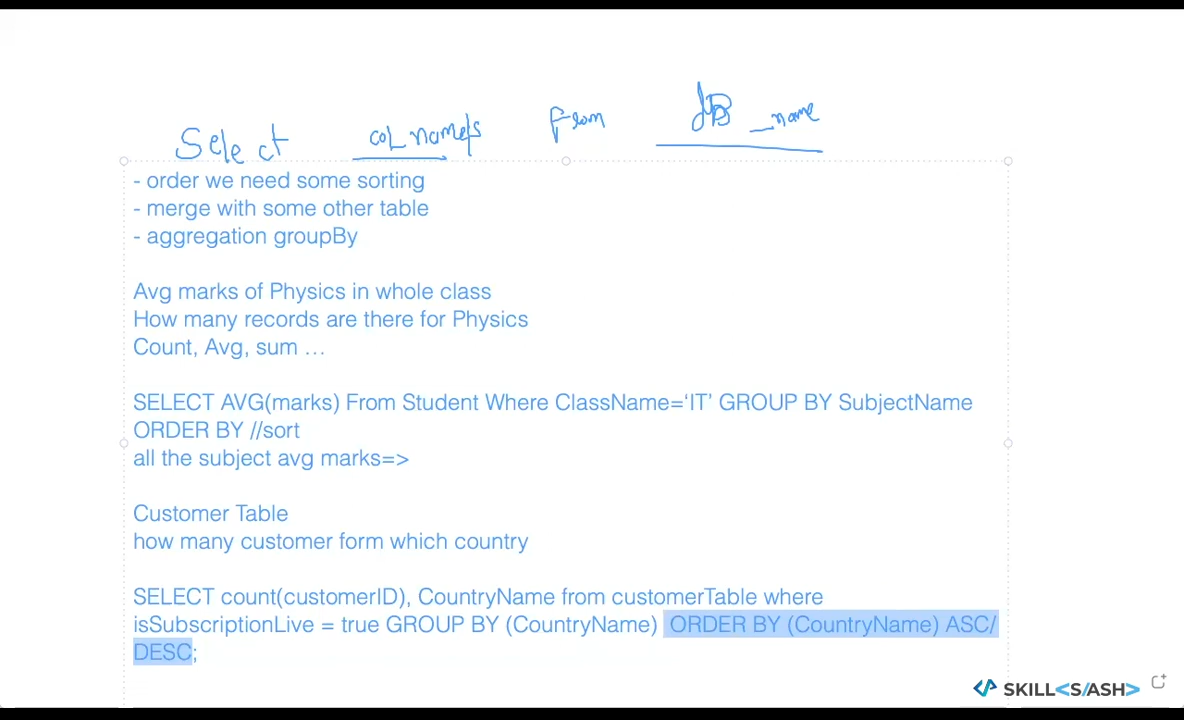 Select col_name/s from DB_name
- order we need some sorting
- merge with some other table
- aggregation groupBy
Avg marks of Physics in whole class
How many records are there for Physics
Count, Avg, sum …
SELECT AVG(marks) From Student Where ClassName=‘IT’ GROUP BY SubjectName
ORDER BY //sort
all the subject avg marks=>
Customer Table
how many customer form which country
SELECT count(customerID), CountryName from customerTable where
isSubscriptionLive = true GROUP BY (CountryName) ORDER BY (CountryName) ASC/
DESC;
SKILL<S/ASH>